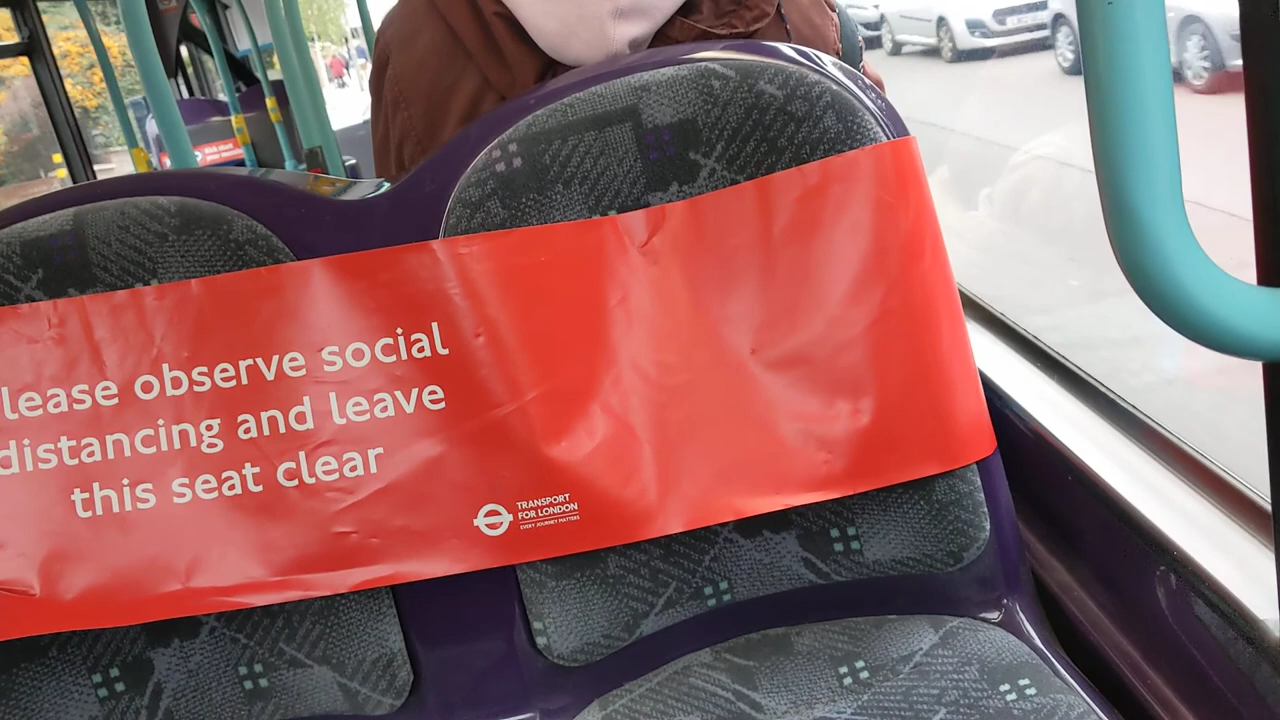 lease observe social
distancing and leave
this seat clear
TRANSPORT
FOR LONDON
EVERY JOURNEY MATTERS